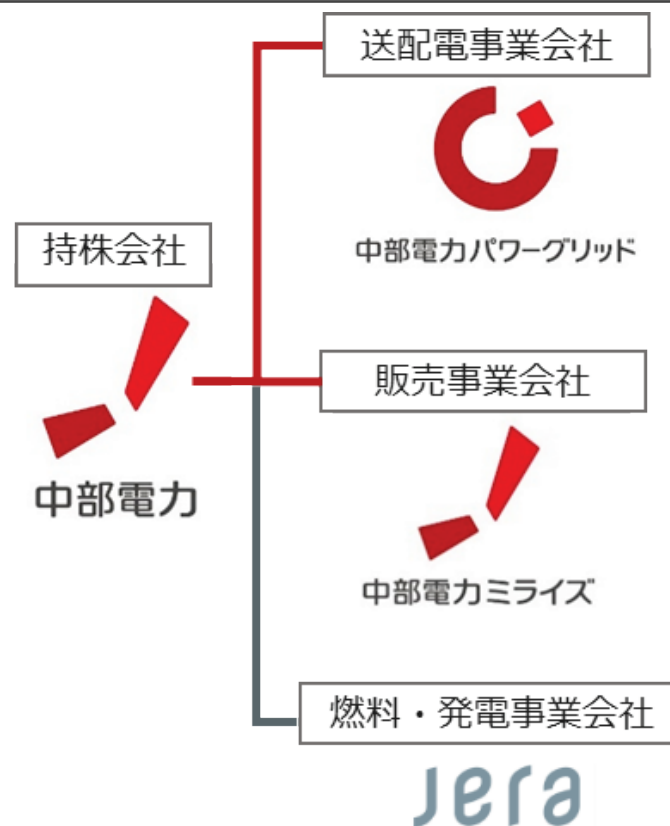 送配電事業会社
中部電力パワーグリッド
持株会社
中部電力
販売事業会社
中部電力ミライズ
燃料・発電事業会社
Jera